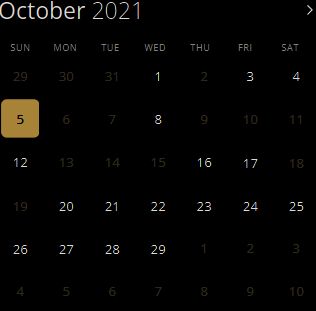 October 2021
SUN MON TUE WED THU FRI SAT
29 30 31 1 2 3 4
5 6 7 8 9 10 11
12 13 14 15 16 17 18
19 20 21 22 23 24 25
26 27 28 29 1 2 3
4 5 6 7 8 9 10